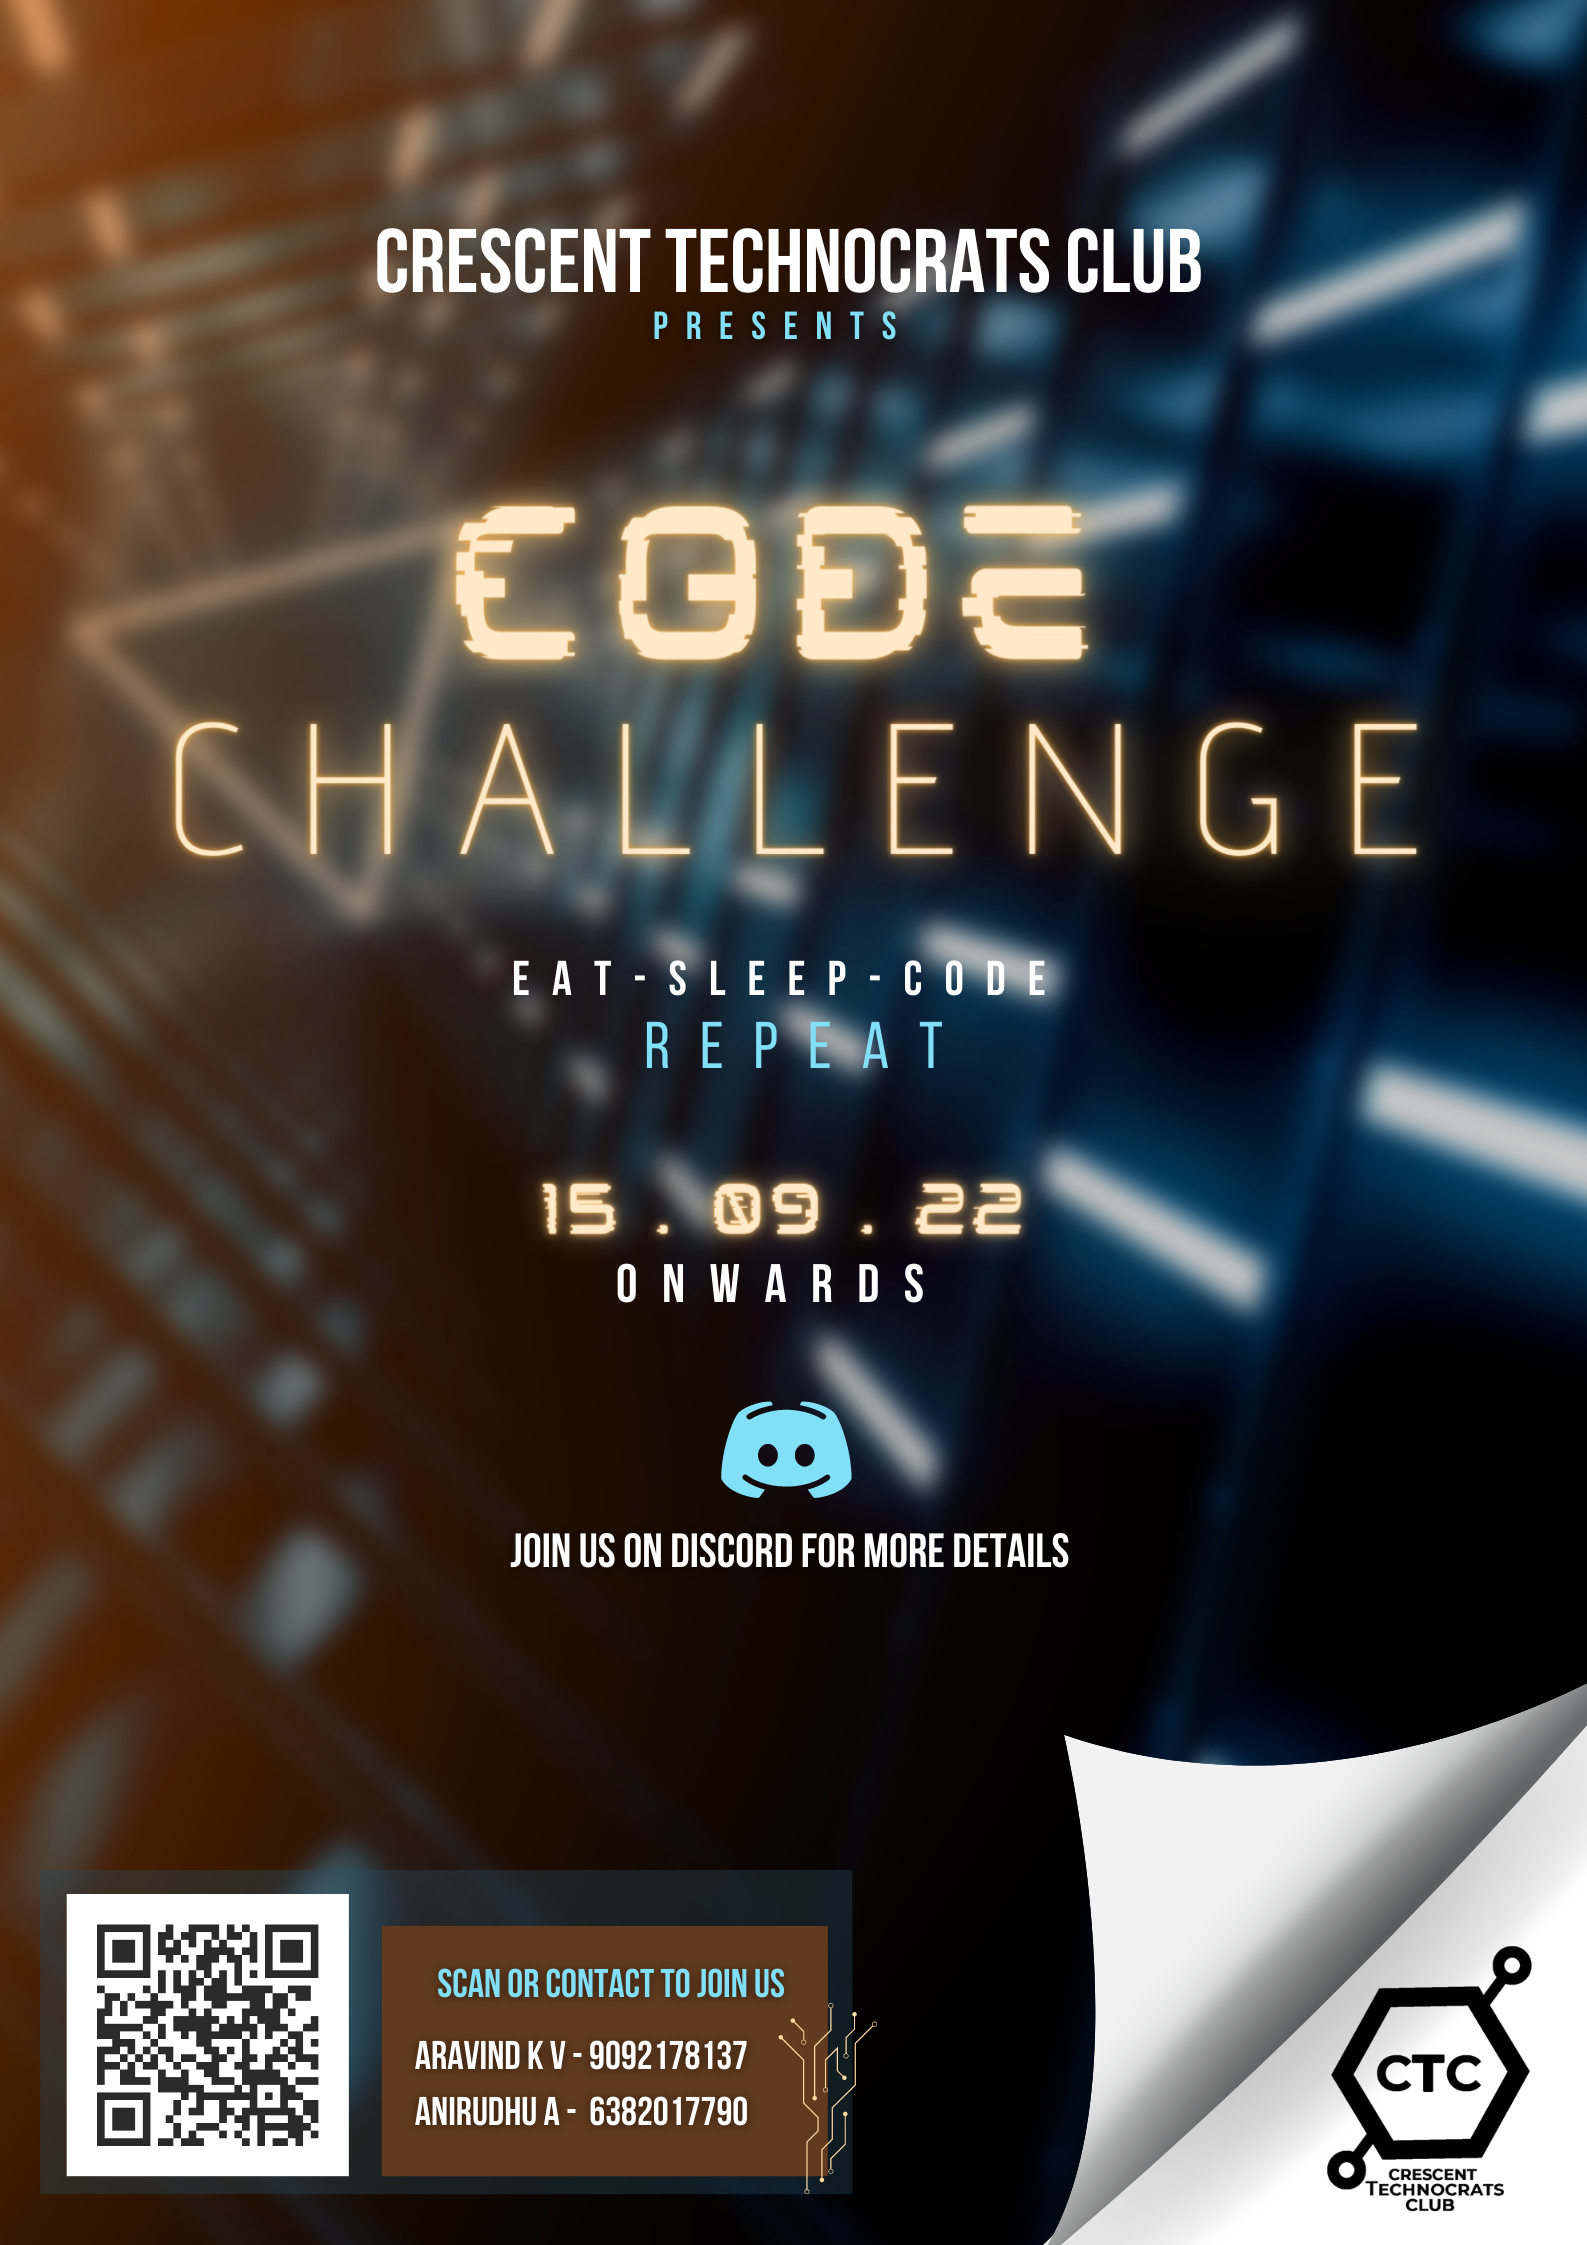 CRESCENT TECHNOCRATS CLUB
PRESENTS
CODE
CHALLENGE
EAT-SLEEP-CODE
REPEAT
15.09.22
ONWARDS
JOIN US ON DISCORD FOR MORE DETAILS
SCAN OR CONTACT TO JOIN US
ARAVIND K V - 9092178137
ANIRUDHU A - 6382017790
CTC
CRESCENT
TECHNOCRATS
CLUB